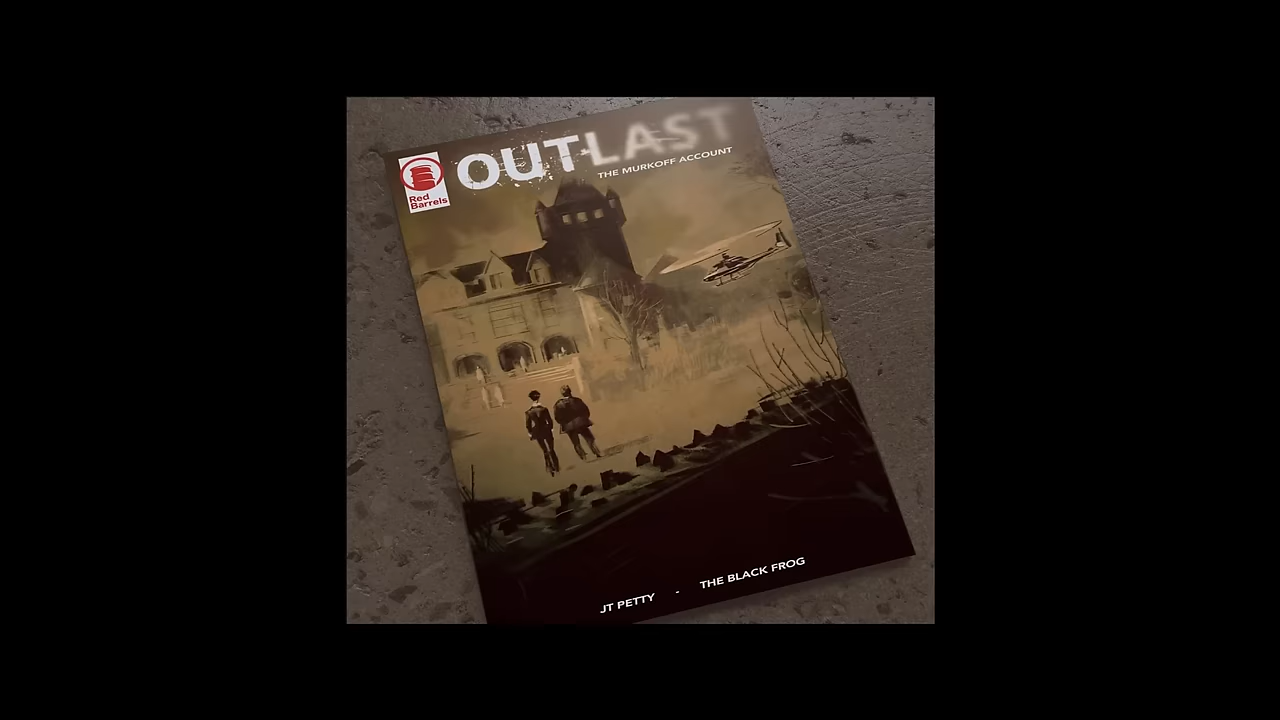 OUTLAST
THE MURKOFF ACCOUNT
Red
Barrels
JT PETTY - THE BLACK FROG